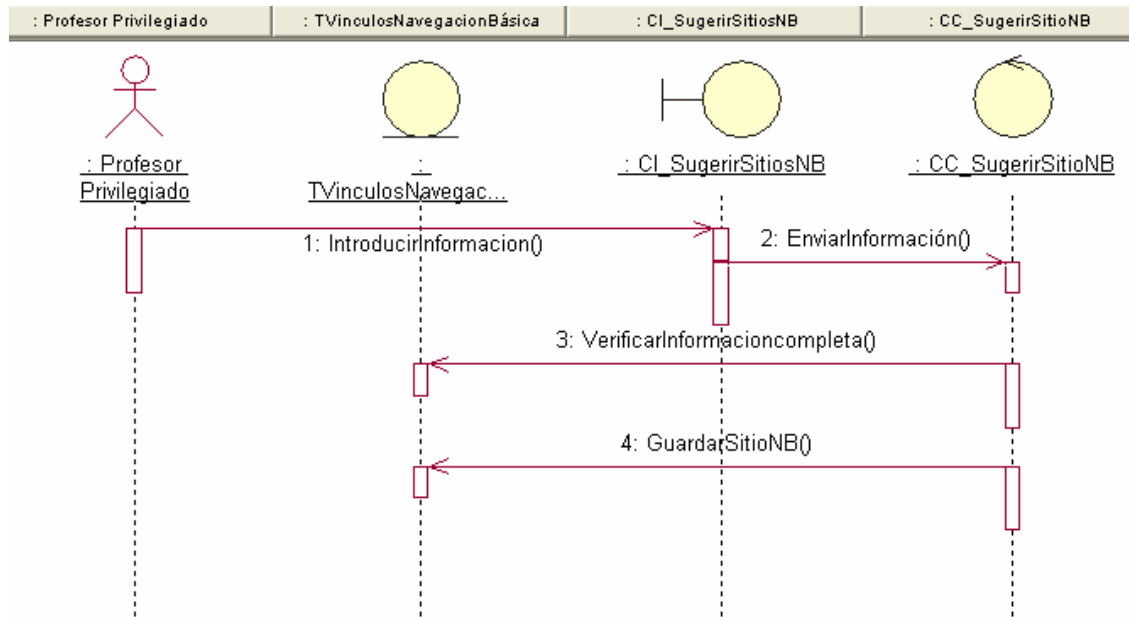 : Profesor Privilegiado
: TVinculosNavegacionBásica
: CI_SugerirSitiosNB
: CC_SugerirSitioNB
: Profesor
Privilegiado
:
TVinculosNavegac...
: CI_SugerirSitiosNB
: CC_SugerirSitioNB
1: IntroducirInformacion()
2: EnviarInformación()
3: VerificarInformacioncompleta()
4: GuardarSitioNB()